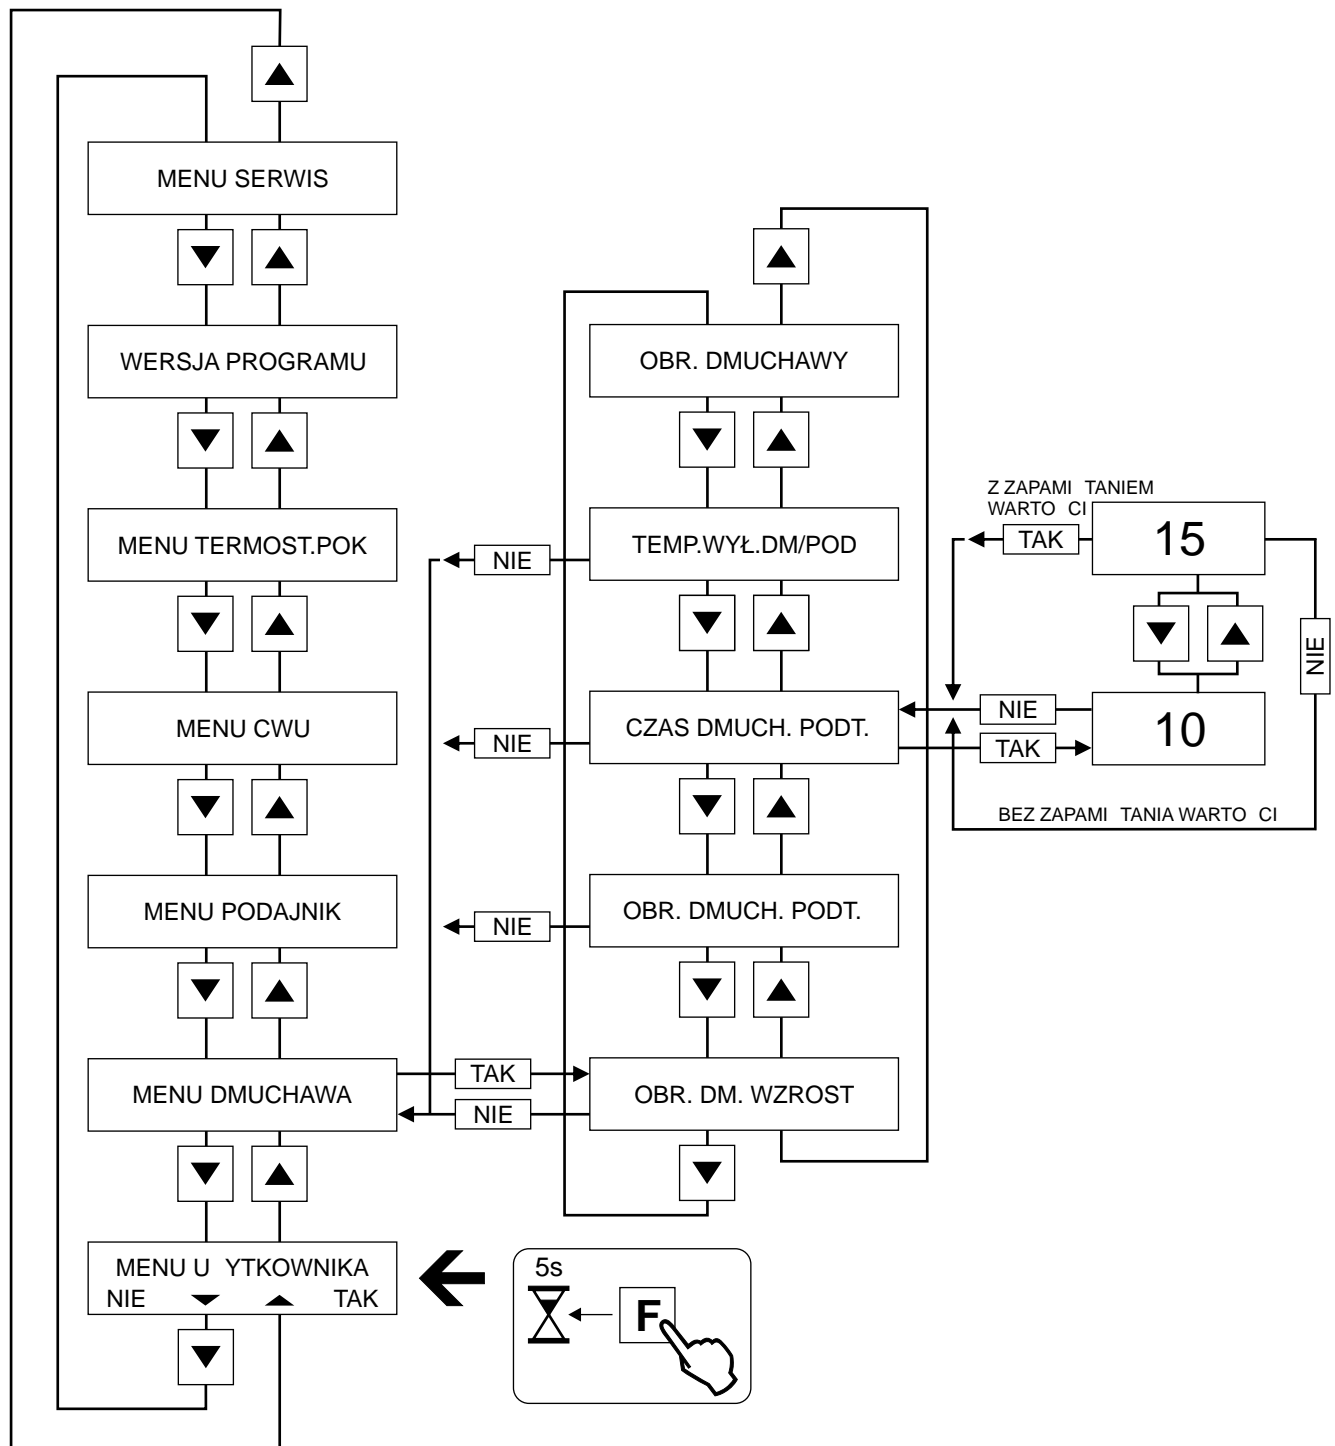 MENU SERWIS
WERSJA PROGRAMU
MENU TERMOST.POK
MENU CWU
MENU PODAJNIK
MENU DMUCHAWA
MENU U YTKOWNIKA
NIE TAK
OBR. DMUCHAWY
TEMP.WYŁ.DM/POD
NIE
CZAS DMUCH. PODT.
NIE
OBR. DMUCH. PODT.
NIE
OBR. DM. WZROST
TAK
NIE
Z ZAPAMI TANIEM
WARTO CI
TAK
15
NIE
NIE
10
TAK
BEZ ZAPAMI TANIA WARTO CI
5s
F